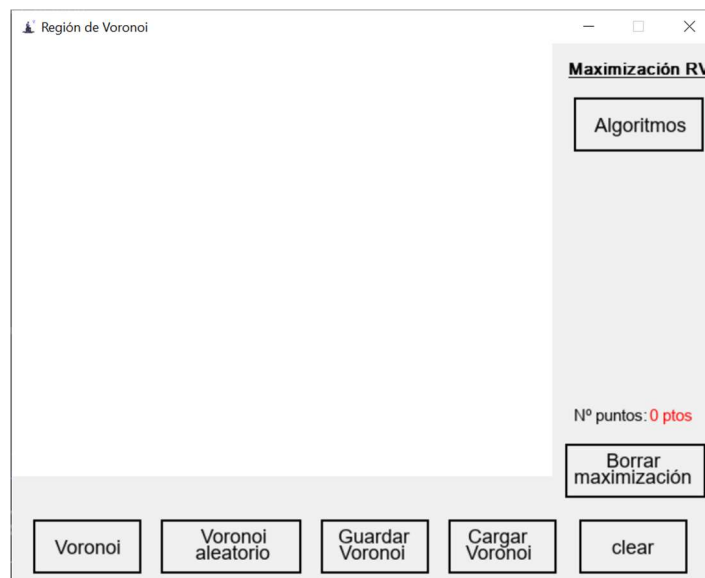 Región de Voronoi
Maximización RV
Algoritmos
Nº puntos: 0 ptos
Borrar
maximización
Voronoi
Voronoi
aleatorio
Guardar
Voronoi
Cargar
Voronoi
clear